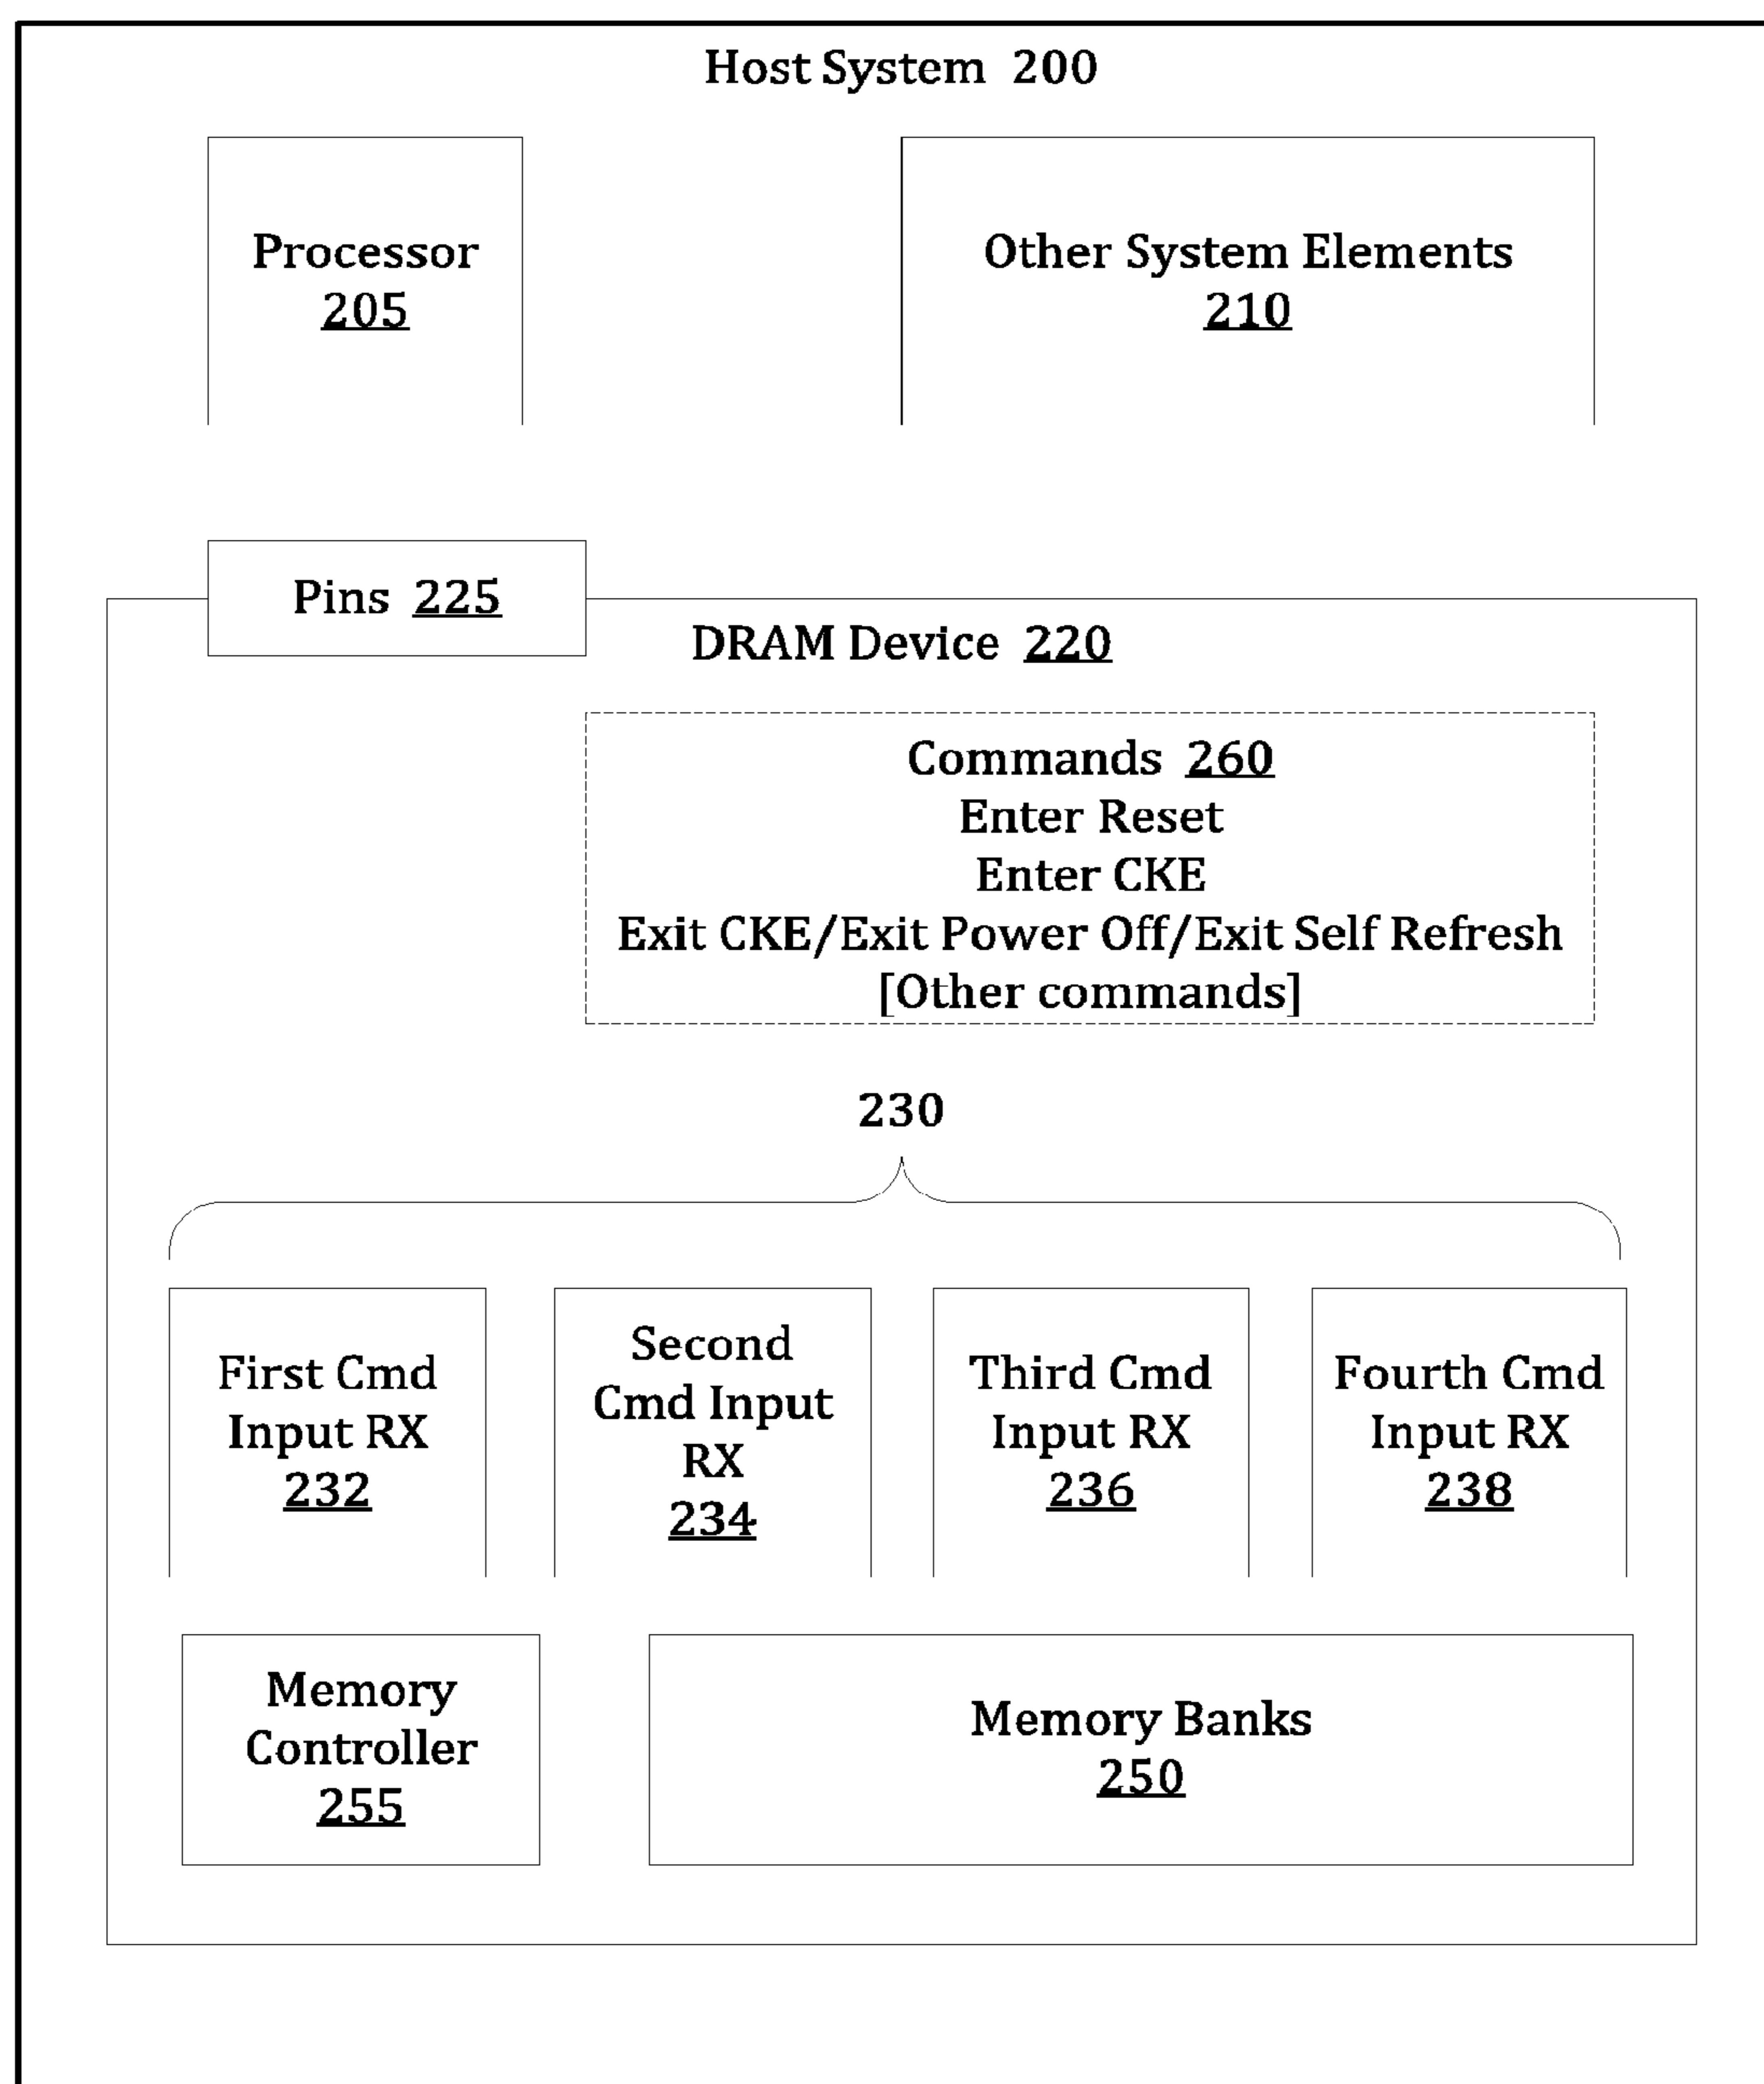 Host System 200
Processor
205
Other System Elements
210
Pins 225
DRAM Device 220
Commands 260
Enter Reset
Enter CKE
Exit CKE/Exit Power Off/Exit Self Refresh
[Other commands]
230
First Cmd
Input RX
232
Second
Cmd Input
RX
234
Third Cmd
Input RX
236
Fourth Cmd
Input RX
238
Memory
Controller
255
Memory Banks
250